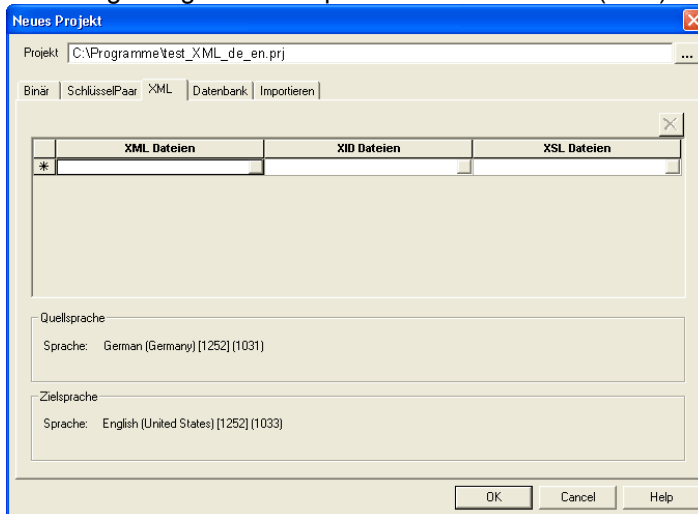 Neues Projekt
Projekt C:\Programme\test_XML_de_en.prj ...
Binär SchlüsselPaar XML Datenbank Importieren
XML Dateien XID Dateien XSL Dateien
*
Quellsprache
Sprache: German (Germany) [1252] (1031)
Zielsprache
Sprache: English (United States) [1252] (1033)
OK Cancel Help